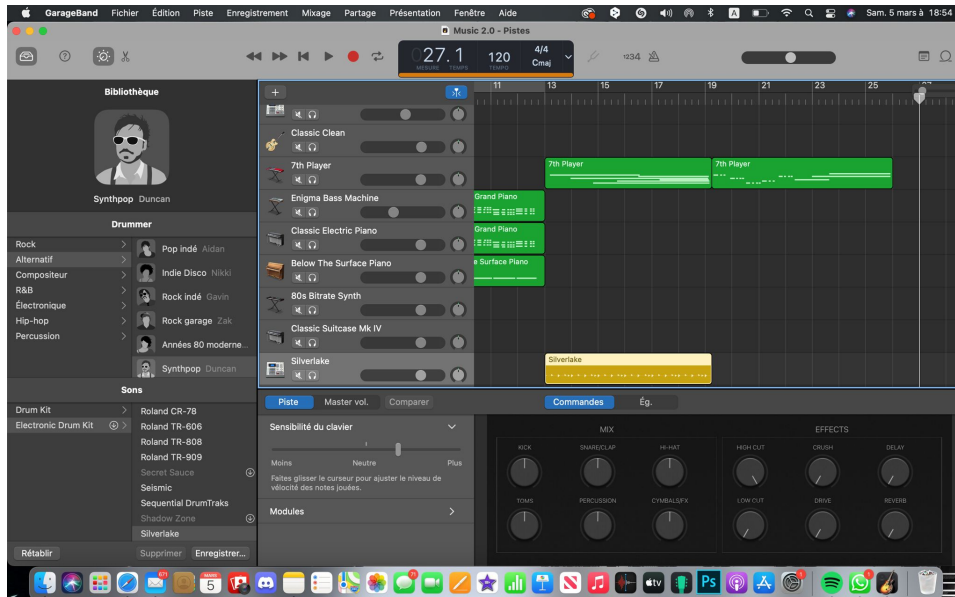 GarageBand Fichier Édition Piste Enregistrement Mixage Partage Présentation Fenêtre Aide A Sam. 5 mars à 18:54
Music 2.0 - Pistes
27.1 120 4/4
Cmaj
MESURE TEMPS TEMPO
1234
Bibliothèque
Synthpop Duncan
Drummer
Rock
Alternatif
Compositeur
R&B
Électronique
Hip-hop
Percussion
Pop indé Aidan
Indie Disco Nikki
Rock indé Gavin
Rock garage Zak
Années 80 moderne...
Synthpop Duncan
Sons
Drum Kit
Electronic Drum Kit
Roland CR-78
Roland TR-606
Roland TR-808
Roland TR-909
Secret Sauce
Seismic
Sequential DrumTraks
Shadow Zone
Silverlake
Rétablir Supprimer Enregistrer...
11 13 15 17 19 21 23 25 27
Classic Clean
7th Player
Enigma Bass Machine
Classic Electric Piano
Below The Surface Piano
80s Bitrate Synth
Classic Suitcase Mk IV
Silverlake
7th Player 7th Player
Grand Piano
Grand Piano
Surface Piano
Silverlake
Piste Master vol. Comparer Commandes Ég.
Sensibilité du clavier
Moins Neutre Plus
Faites glisser le curseur pour ajuster le niveau de
vélocité des notes jouées.
Modules
MIX EFFECTS
KICK SNARE/CLAP HI-HAT HIGH CUT CRUSH DELAY
TOMS PERCUSSION CYMBALS/FX LOW CUT DRIVE REVERB
671
MARS
5
71
tv
Ps
1